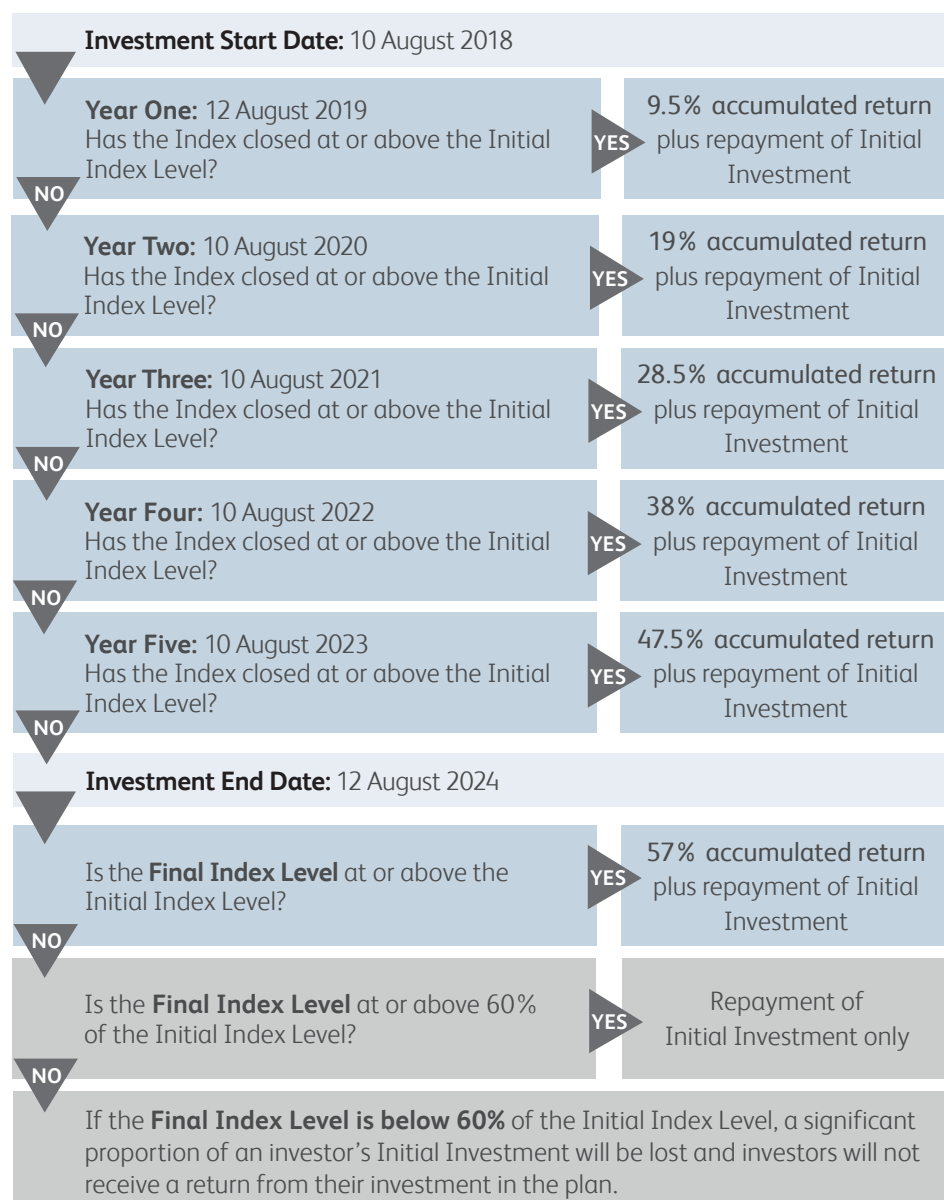 Investment Start Date: 10 August 2018
Year One: 12 August 2019
Has the Index closed at or above the Initial
Index Level?
YES
9.5% accumulated return
plus repayment of Initial
Investment
NO
Year Two: 10 August 2020
Has the Index closed at or above the Initial
Index Level?
YES
19% accumulated return
plus repayment of Initial
Investment
NO
Year Three: 10 August 2021
Has the Index closed at or above the Initial
Index Level?
YES
28.5% accumulated return
plus repayment of Initial
Investment
NO
Year Four: 10 August 2022
Has the Index closed at or above the Initial
Index Level?
YES
38% accumulated return
plus repayment of Initial
Investment
NO
Year Five: 10 August 2023
Has the Index closed at or above the Initial
Index Level?
YES
47.5% accumulated return
plus repayment of Initial
Investment
NO
Investment End Date: 12 August 2024
Is the Final Index Level at or above the
Initial Index Level?
YES
57% accumulated return
plus repayment of Initial
Investment
NO
Is the Final Index Level at or above 60%
of the Initial Index Level?
YES
Repayment of
Initial Investment only
NO
If the Final Index Level is below 60% of the Initial Index Level, a significant
proportion of an investor’s Initial Investment will be lost and investors will not
receive a return from their investment in the plan.